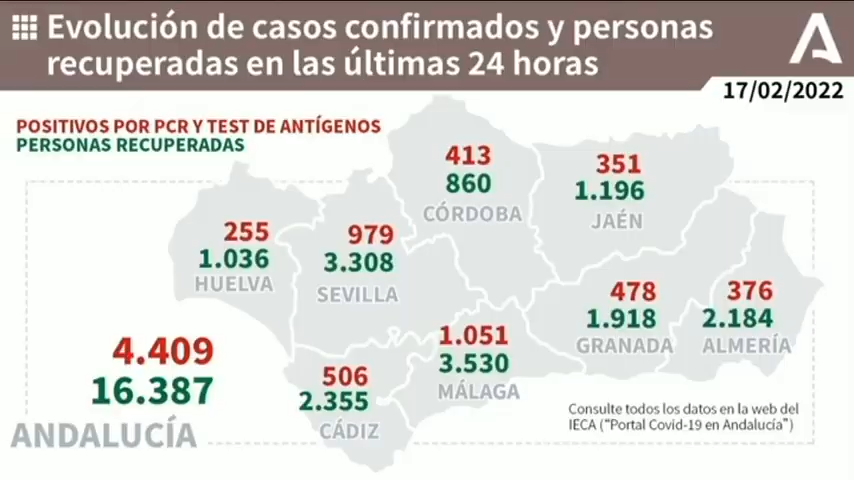 Evolución de casos confirmados y personas
recuperadas en las últimas 24 horas
17/02/2022
POSITIVOS POR PCR Y TEST DE ANTÍGENOS
PERSONAS RECUPERADAS
413
860
CÓRDOBA
351
1.196
JAÉN
255
1.036
HUELVA
979
3.308
SEVILLA
478
1.918
GRANADA
376
2.184
ALMERÍA
4.409
16.387
ANDALUCÍA
506
2.355
CÁDIZ
1.051
3.530
MÁLAGA
Consulte todos los datos en la web del
IECA ("Portal Covid-19 en Andalucía")